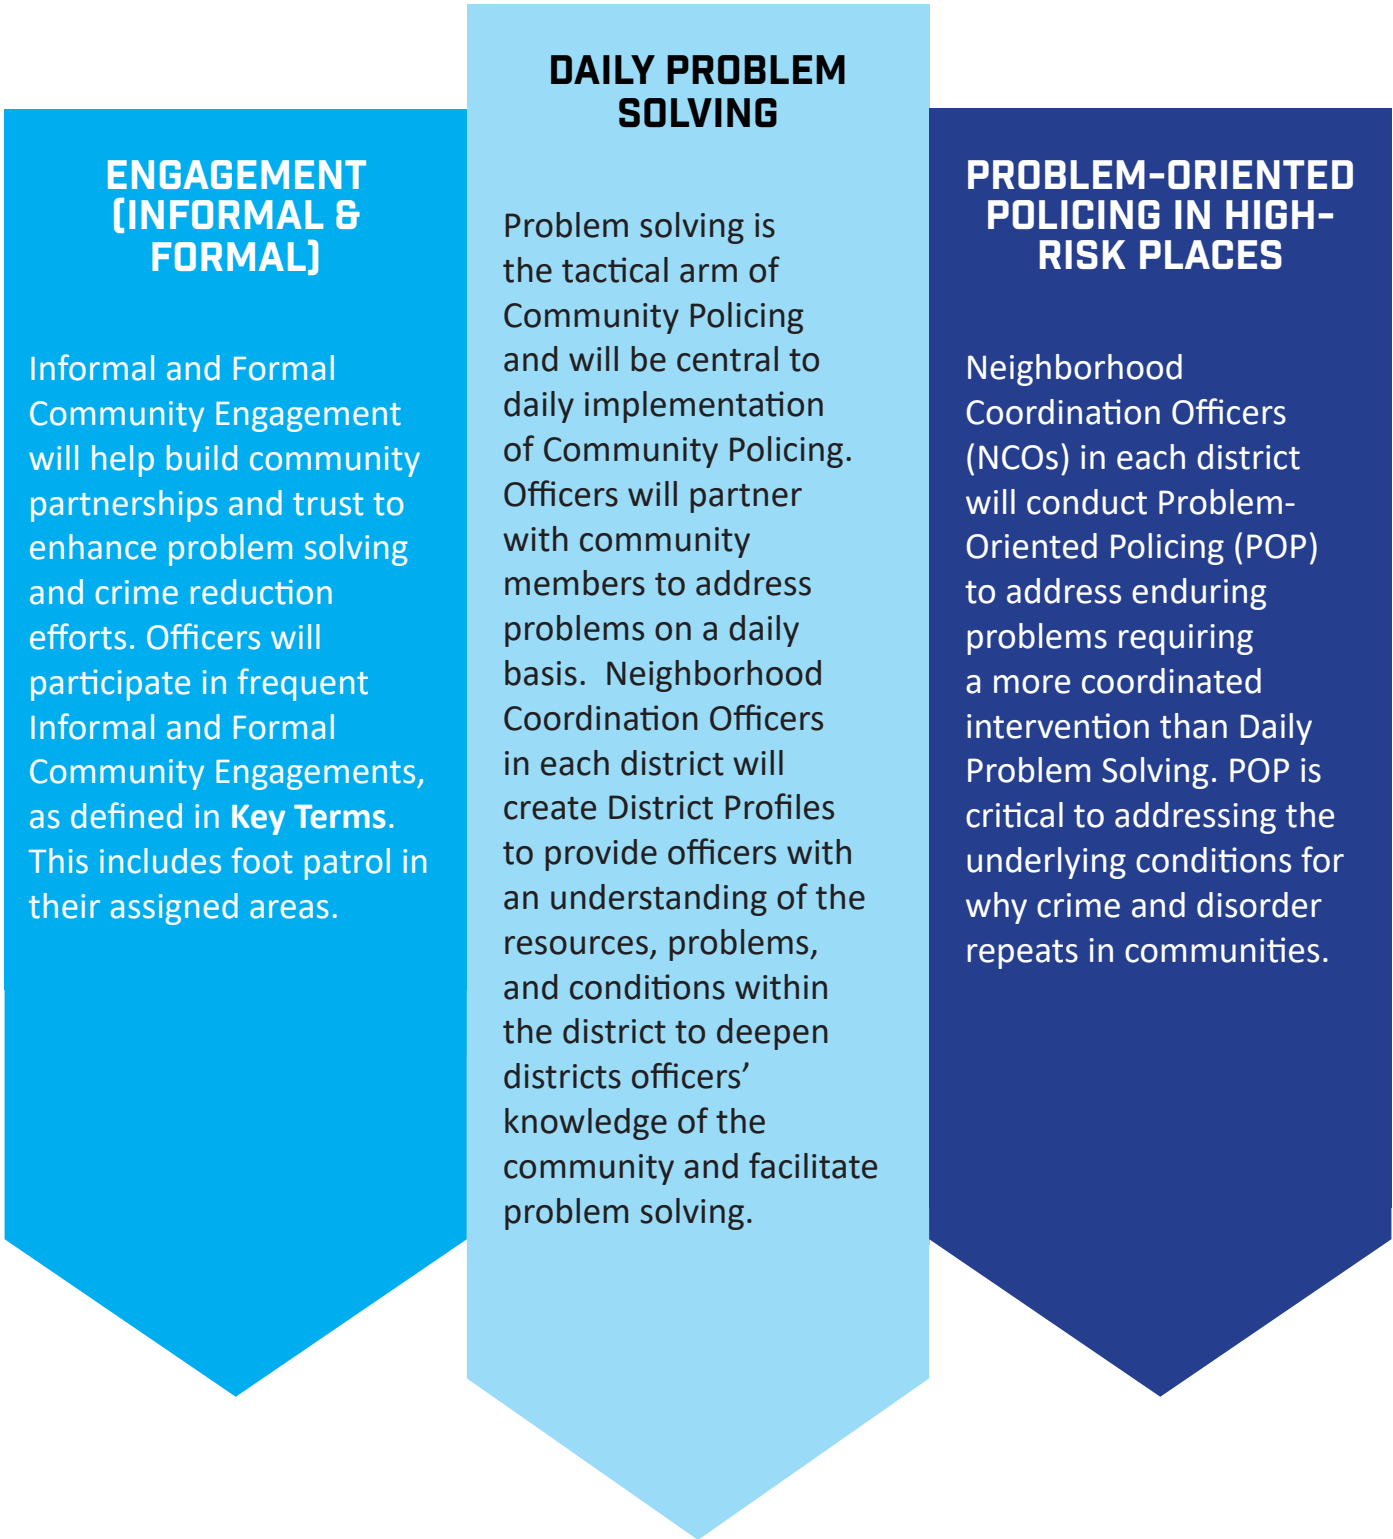 ENGAGEMENT
(INFORMAL &
FORMAL)
Informal and Formal
Community Engagement
will help build community
partnerships and trust to
enhance problem solving
and crime reduction
efforts. Officers will
participate in frequent
Informal and Formal
Community Engagements,
as defined in Key Terms.
This includes foot patrol in
their assigned areas.
DAILY PROBLEM
SOLVING
Problem solving is
the tactical arm of
Community Policing
and will be central to
daily implementation
of Community Policing.
Officers will partner
with community
members to address
problems on a daily
basis.  Neighborhood
Coordination Officers
in each district will
create District Profiles
to provide officers with
an understanding of the
resources, problems,
and conditions within
the district to deepen
districts officers’
knowledge of the
community and facilitate
problem solving.
PROBLEM-ORIENTED
POLICING IN HIGH-
RISK PLACES
Neighborhood
Coordination Officers
(NCOs) in each district
will conduct Problem-
Oriented Policing (POP)
to address enduring
problems requiring
a more coordinated
intervention than Daily
Problem Solving. POP is
critical to addressing the
underlying conditions for
why crime and disorder
repeats in communities.